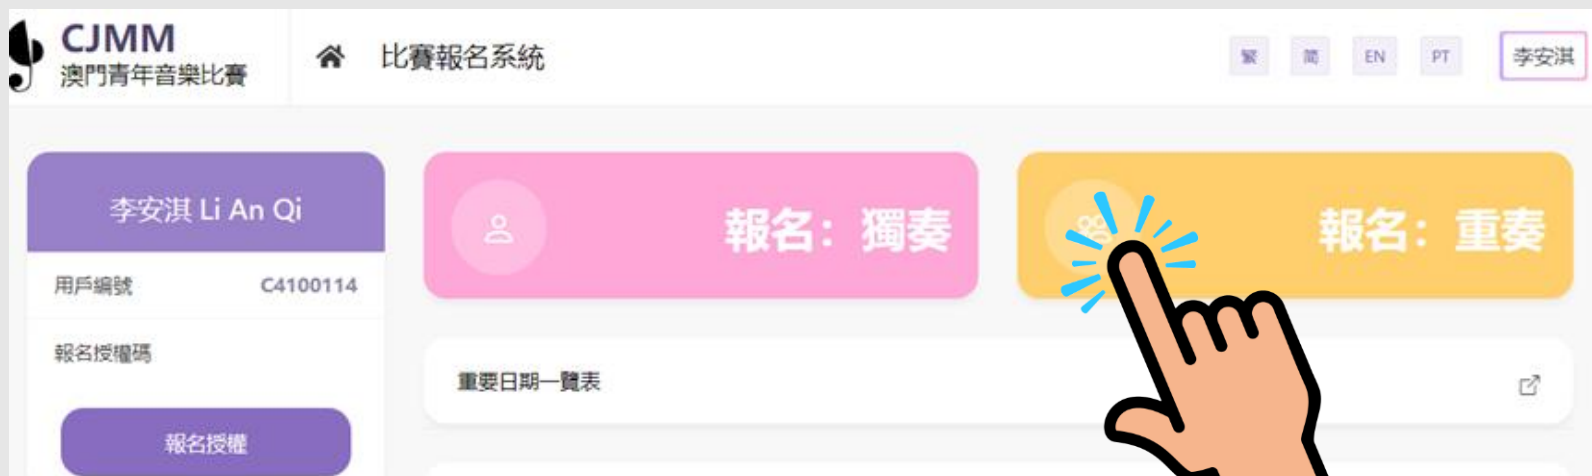 CJMM
澳門青年音樂比賽
比賽報名系統
繁 简 EN PT
李安淇
李安淇 Li An Qi
報名：獨奏
報名：重奏
用戶編號 C4100114
報名授權碼
重要日期一覽表
報名授權